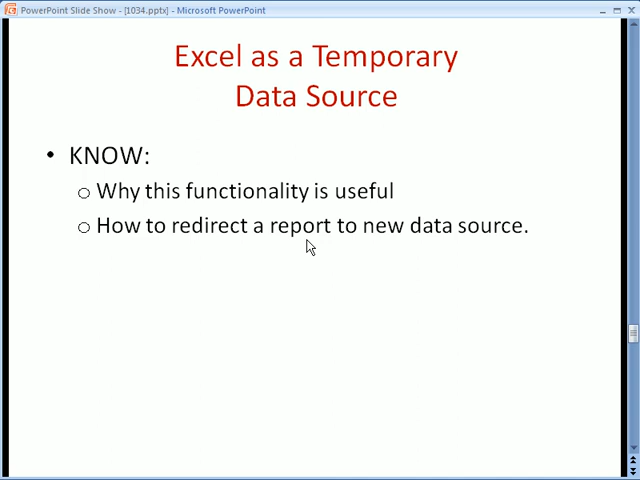 PowerPoint Slide Show - [1034.pptx] - Microsoft PowerPoint
Excel as a Temporary
Data Source
• KNOW:
○ Why this functionality is useful
○ How to redirect a report to new data source.